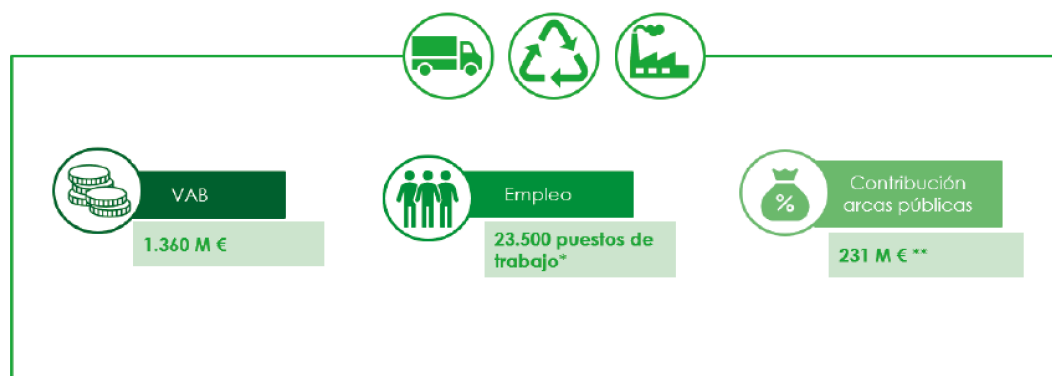 VAB
1.360 M €
Empleo
23.500 puestos de
trabajo*
%
Contribución
arcas públicas
231 M € **